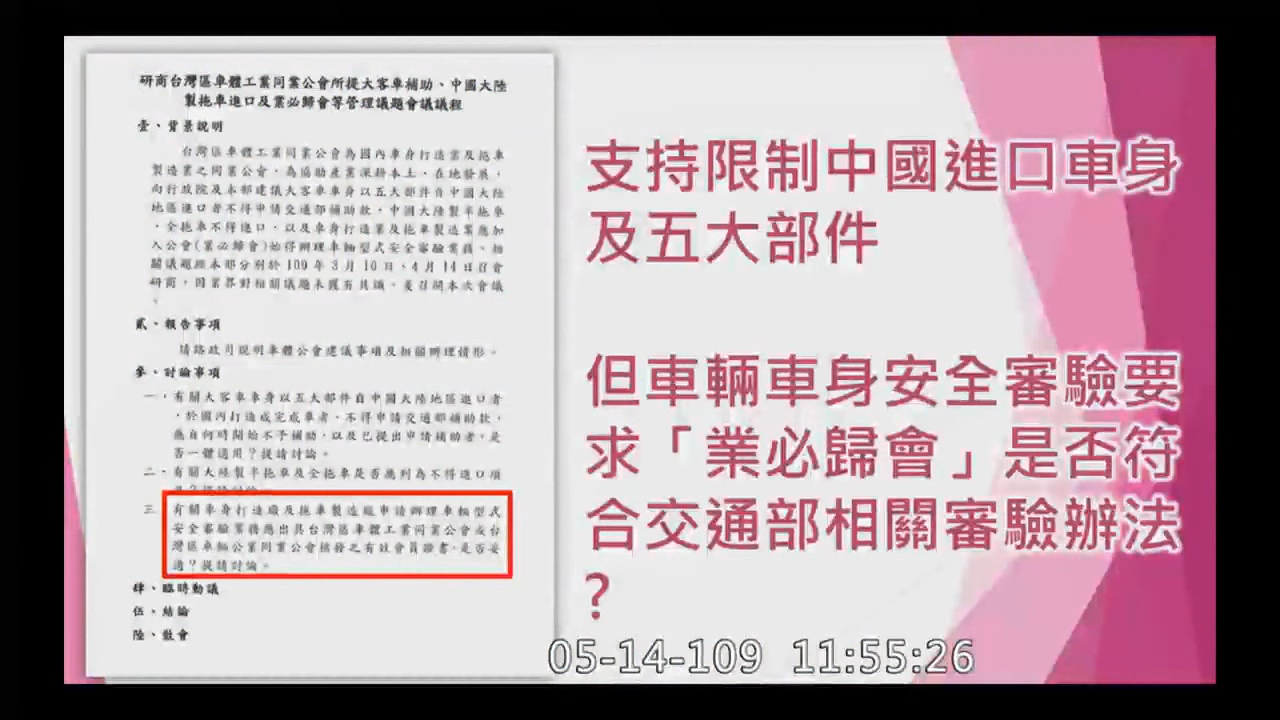 研商台灣區車體工業同業公會所提大客車補助、中國大陸
製拖車進口及業必歸會等管理議題會議議程
壹、背景說明
台灣區車體工業同業公會為國內車身打造業及拖車
製造業之同業公會，為協助產業深耕本土、在地發展，
向行政院及本部建議大客車車身以五大部件自中國大陸
地區進口者不得申請交通部補助款，中國大陸製半拖車
、全拖車不得進口，以及車身打造業及拖車製造業應加
入公會(業必歸會)始得辦理車輛型式安全審驗業務，相
關議題經本部分別於 109 年 3 月 10 日、4 月 14 日召會
研商，因業界對相關議題未獲有共識，爰召開本次會議
。
貳、報告事項
請路政司說明車體公會建議事項及相關辦理情形。
參、討論事項
一、有關大客車車身以五大部件自中國大陸地區進口者
，於國內打造成完成車者，不得申請交通部補助款，
應自何時開始不予補助，以及已提出申請補助者，是
否一體適用？提請討論。
二、有關大陸製半拖車及全拖車是否應列為不得進口項
三
有關車身打造廠及拖車製造廠申請辦理車輛型式
安全審驗業務應出具台灣區車體工業同業公會或台
灣區車輛公業同業公會核發之有效會員證書，是否妥
適？提請討論。
肆、臨時動議
伍、結論
陸、散會
支持限制中國進口車身
及五大部件
但車輛車身安全審驗要
求「業必歸會」是否符
合交通部相關審驗辦法
？
05-14-109 11:55:26